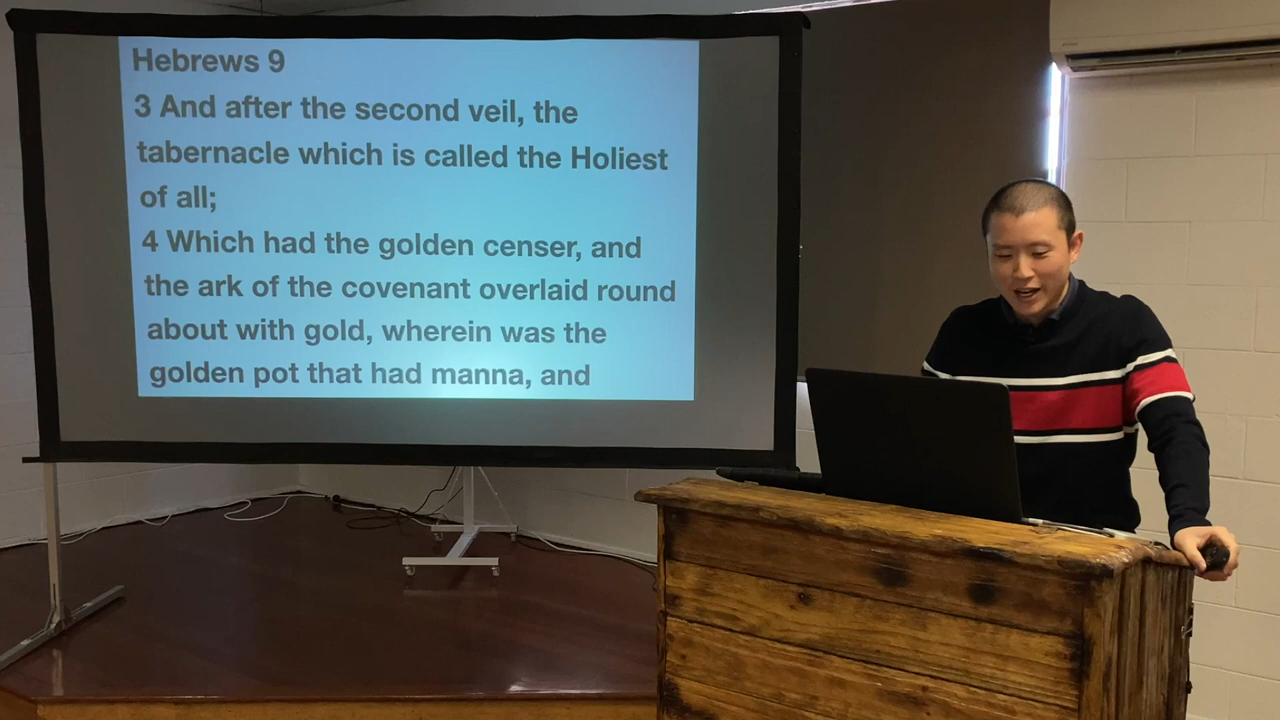 Hebrews 9
3 And after the second veil, the
tabernacle which is called the Holiest
of all;
4 Which had the golden censer, and
the ark of the covenant overlaid round
about with gold, wherein was the
golden pot that had manna, and